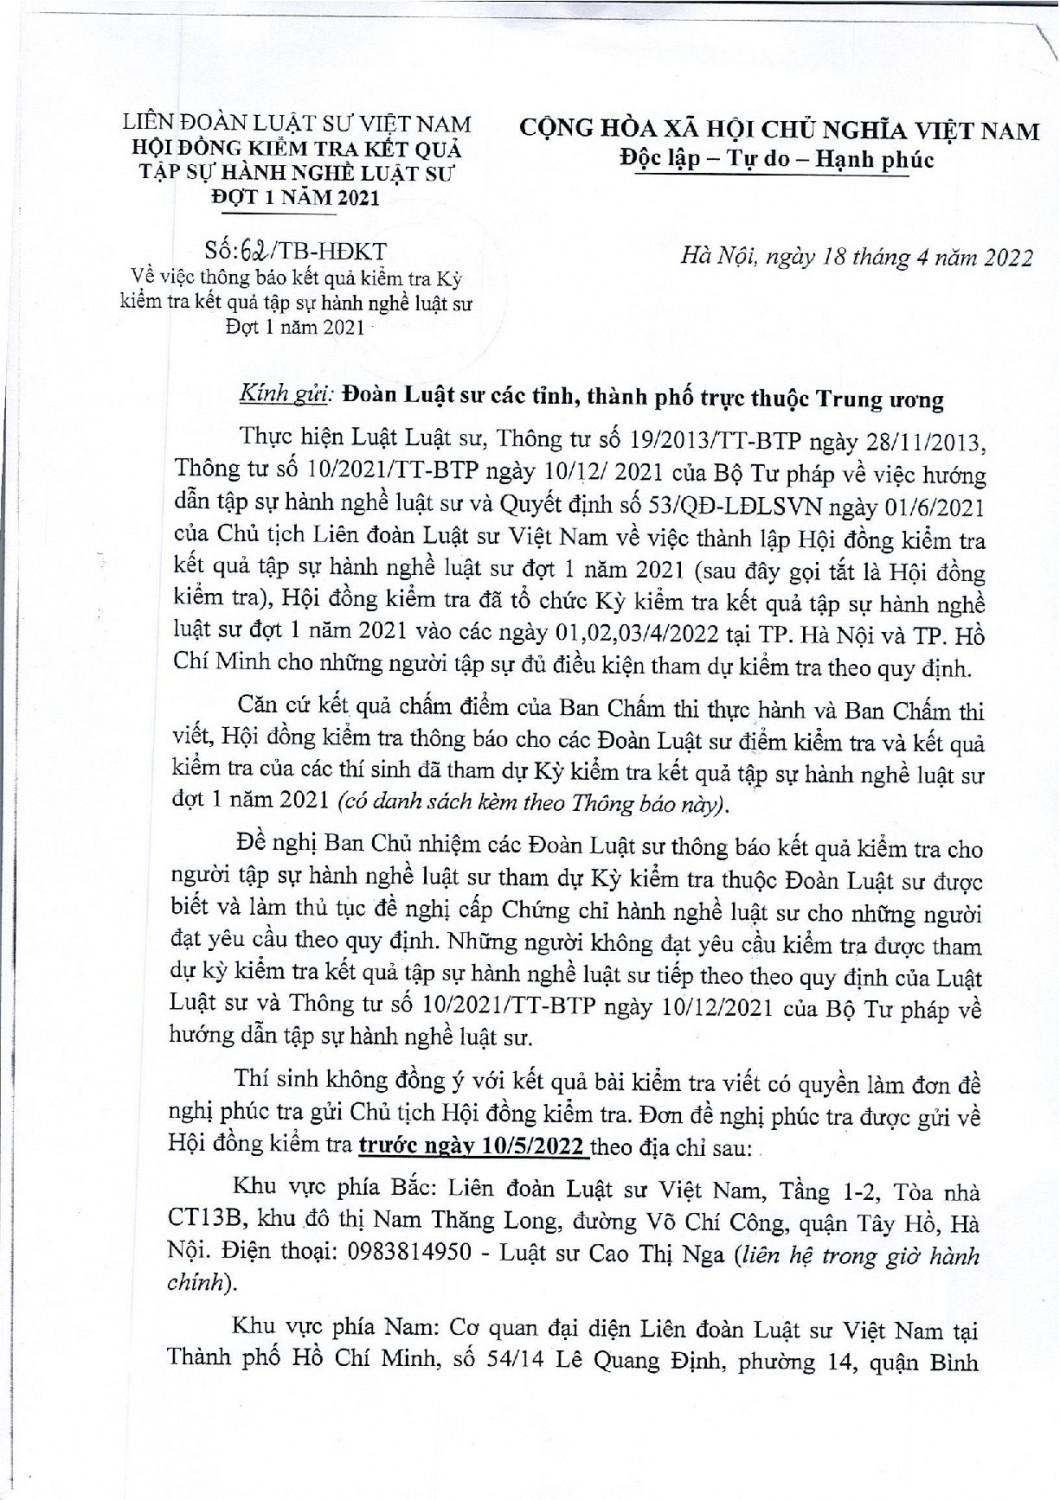 LIÊN ĐOÀN LUẬT SƯ VIỆT NAM
HỘI ĐỒNG KIỂM TRA KẾT QUẢ
TẬP SỰ HÀNH NGHỀ LUẬT SƯ
ĐỢT 1 NĂM 2021
CỘNG HÒA XÃ HỘI CHỦ NGHĨA VIỆT NAM
Độc lập – Tự do – Hạnh phúc
Số:62/TB-HĐKT
Về việc thông báo kết quả kiểm tra Kỳ
kiểm tra kết quả tập sự hành nghề luật sư
Đợt 1 năm 2021
Hà Nội, ngày 18 tháng 4 năm 2022
Kính gửi: Đoàn Luật sư các tỉnh, thành phố trực thuộc Trung ương
Thực hiện Luật Luật sư, Thông tư số 19/2013/TT-BTP ngày 28/11/2013,
Thông tư số 10/2021/TT-BTP ngày 10/12/ 2021 của Bộ Tư pháp về việc hướng
dẫn tập sự hành nghề luật sư và Quyết định số 53/QĐ-LĐLSVN ngày 01/6/2021
của Chủ tịch Liên đoàn Luật sư Việt Nam về việc thành lập Hội đồng kiểm tra
kết quả tập sự hành nghề luật sư đợt 1 năm 2021 (sau đây gọi tắt là Hội đồng
kiểm tra), Hội đồng kiểm tra đã tổ chức Kỳ kiểm tra kết quả tập sự hành nghề
luật sư đợt 1 năm 2021 vào các ngày 01,02,03/4/2022 tại TP. Hà Nội và TP. Hồ
Chí Minh cho những người tập sự đủ điều kiện tham dự kiểm tra theo quy định.
Căn cứ kết quả chấm điểm của Ban Chấm thi thực hành và Ban Chấm thi
viết, Hội đồng kiểm tra thông báo cho các Đoàn Luật sư điểm kiểm tra và kết quả
kiểm tra của các thí sinh đã tham dự Kỳ kiểm tra kết quả tập sự hành nghề luật sư
đợt 1 năm 2021 (có danh sách kèm theo Thông báo này).
Đề nghị Ban Chủ nhiệm các Đoàn Luật sư thông báo kết quả kiểm tra cho
người tập sự hành nghề luật sư tham dự Kỳ kiểm tra thuộc Đoàn Luật sư được
biết và làm thủ tục đề nghị cấp Chứng chỉ hành nghề luật sư cho những người
đạt yêu cầu theo quy định. Những người không đạt yêu cầu kiểm tra được tham
dự kỳ kiểm tra kết quả tập sự hành nghề luật sư tiếp theo theo quy định của Luật
Luật sư và Thông tư số 10/2021/TT-BTP ngày 10/12/2021 của Bộ Tư pháp về
hướng dẫn tập sự hành nghề luật sư.
Thí sinh không đồng ý với kết quả bài kiểm tra viết có quyền làm đơn đề
nghị phúc tra gửi Chủ tịch Hội đồng kiểm tra. Đơn đề nghị phúc tra được gửi về
Hội đồng kiểm tra trước ngày 10/5/2022 theo địa chỉ sau:
Khu vực phía Bắc: Liên đoàn Luật sư Việt Nam, Tầng 1-2, Tòa nhà
CT13B, khu đô thị Nam Thăng Long, đường Võ Chí Công, quận Tây Hồ, Hà
Nội. Điện thoại: 0983814950 - Luật sư Cao Thị Nga (liên hệ trong giờ hành
chính).
Khu vực phía Nam: Cơ quan đại diện Liên đoàn Luật sư Việt Nam tại
Thành phố Hồ Chí Minh, số 54/14 Lê Quang Định, phường 14, quận Bình